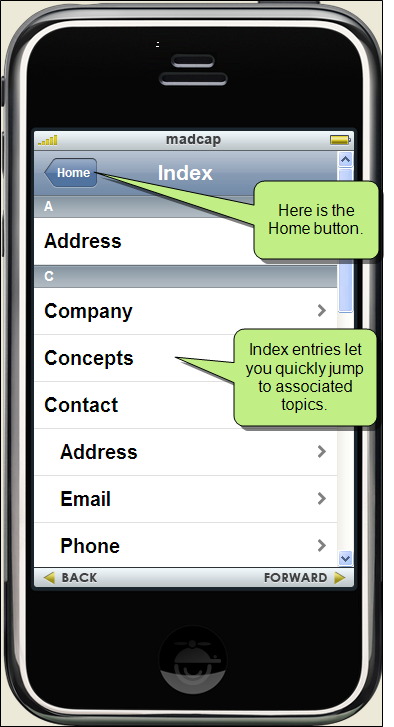 madcap
Home
Index
Here is the
Home button.
A
Address
C
Company
Concepts
Index entries let
you quickly jump
to associated
topics.
Contact
Address
Email
Phone
BACK
FORWARD